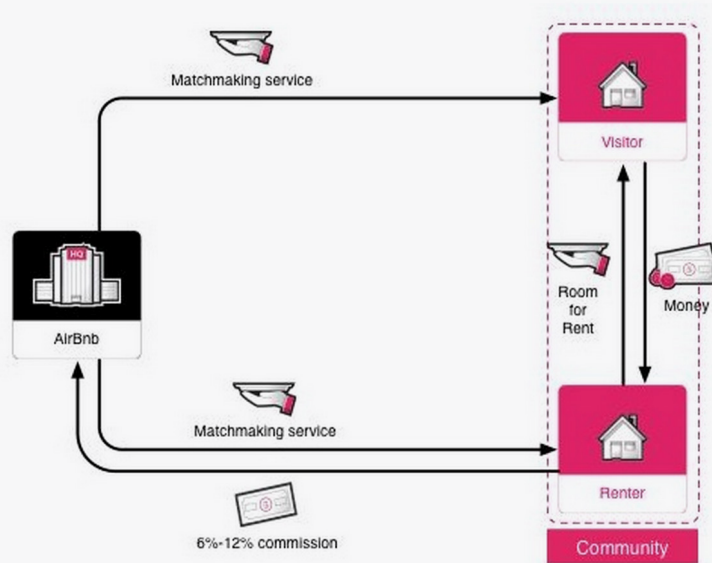 Matchmaking service
Visitor
HQ
AirBnb
Room
for
Rent
Money
Matchmaking service
Renter
6%-12% commission
Community